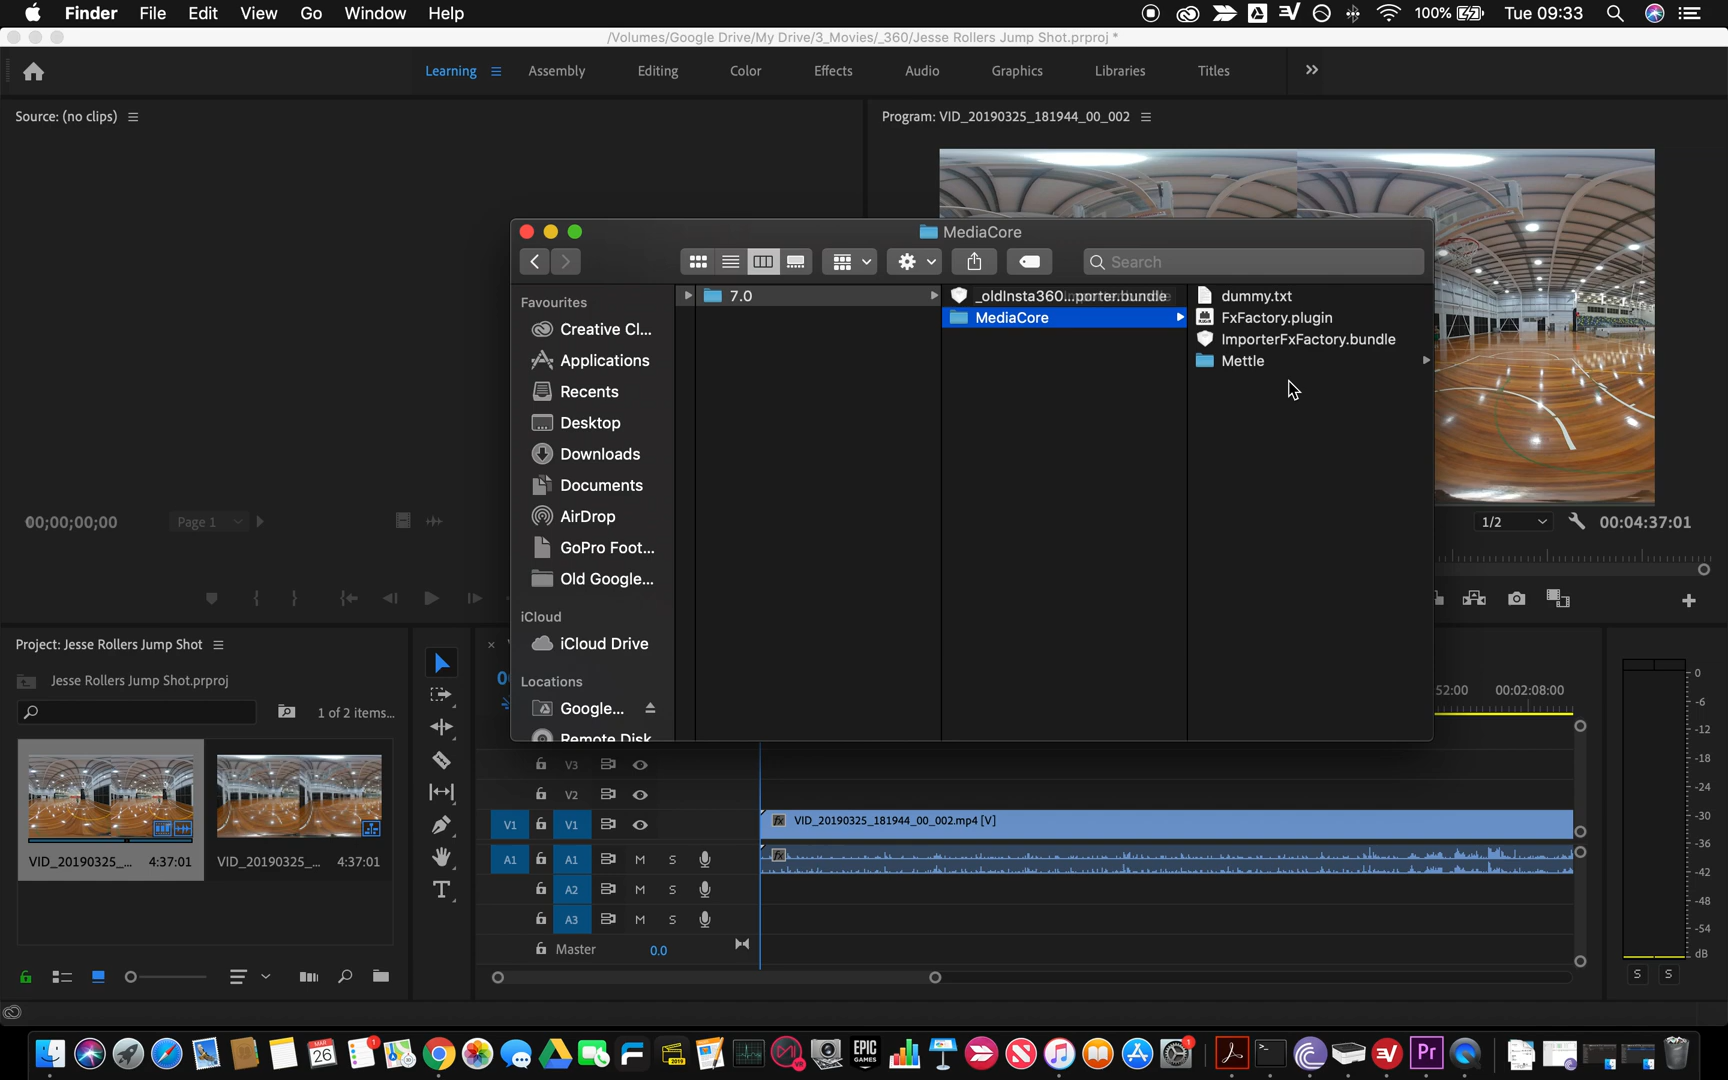 Finder File Edit View Go Window Help 100% Tue 09:33
/Volumes/Google Drive/My Drive/3_Movies/_360/Jesse Rollers Jump Shot.prproj *
Learning Assembly Editing Color Effects Audio Graphics Libraries Titles
Source: (no clips)
Program: VID_20190325_181944_00_002
MediaCore
Search
Favourites
Creative Cl...
Applications
Recents
Desktop
Downloads
Documents
AirDrop
GoPro Foot...
Old Google...
iCloud
iCloud Drive
Locations
Google...
Remote Disk
7.0
_oldInsta360...porter.bundle
MediaCore
dummy.txt
FxFactory.plugin
ImporterFxFactory.bundle
Mettle
00;00;00;00
Page 1
1/2
00:04:37:01
Project: Jesse Rollers Jump Shot
Jesse Rollers Jump Shot.prproj
1 of 2 items...
VID_20190325_... 4:37:01
VID_20190325_... 4:37:01
52:00 00:02:08:00
V3
V2
V1 V1
VID_20190325_181944_00_002.mp4 [V]
A1 A1 M S
A2 M S
A3 M S
Master 0.0
0
-6
-12
-18
-24
-30
-36
-42
-48
-54
dB
S S
MAR
26
1
EPIC
GAMES
1
Pr